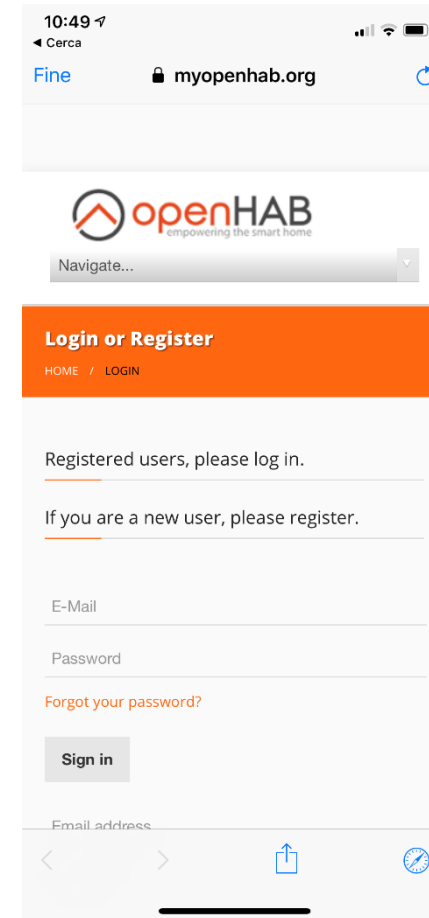 10:49
◀ Cerca
Fine
myopenhab.org
openHAB
empowering the smart home
Navigate...
Login or Register
HOME / LOGIN
Registered users, please log in.
If you are a new user, please register.
E-Mail
Password
Forgot your password?
Sign in
Email address